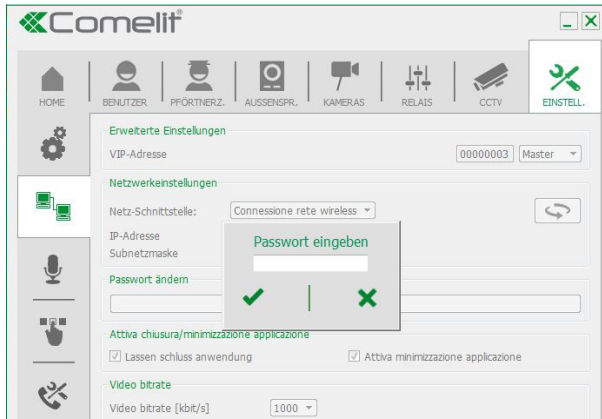 Comelit®
HOME BENUTZER PFÖRTNERZ. AUSSENSPR. KAMERAS RELAIS CCTV EINSTELL.
Erweiterte Einstellungen
VIP-Adresse 00000003 Master
Netzwerkeinstellungen
Netz-Schnittstelle: Connessione rete wireless
IP-Adresse
Subnetzmaske
Passwort eingeben
Passwort ändern
Attiva chiusura/minimizzazione applicazione
Lassen schluss anwendung Attiva minimizzazione applicazione
Video bitrate
Video bitrate [kbit/s] 1000